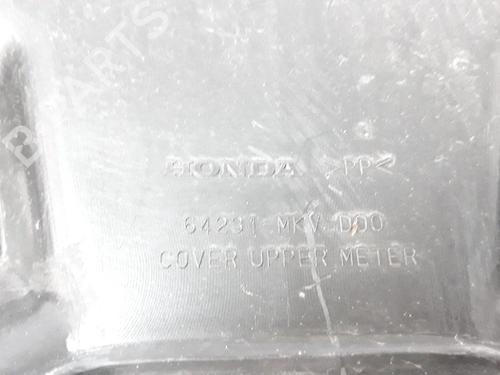 HONDA >PP<
64231-MKV-D00
COVER UPPER METER